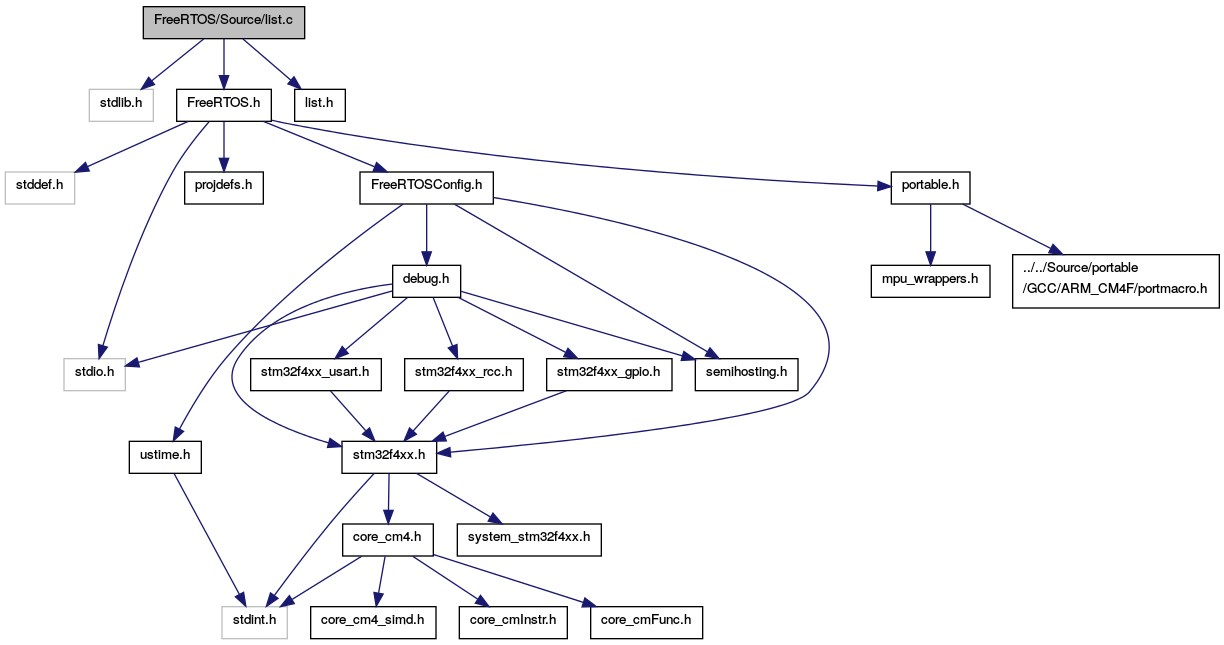 FreeRTOS/Source/list.c
stdlib.h
FreeRTOS.h
list.h
stddef.h
projdefs.h
FreeRTOSConfig.h
portable.h
debug.h
mpu_wrappers.h
../../Source/portable
/GCC/ARM_CM4F/portmacro.h
stdio.h
stm32f4xx_usart.h
stm32f4xx_rcc.h
stm32f4xx_gpio.h
semihosting.h
ustime.h
stm32f4xx.h
core_cm4.h
system_stm32f4xx.h
stdint.h
core_cm4_simd.h
core_cmInstr.h
core_cmFunc.h